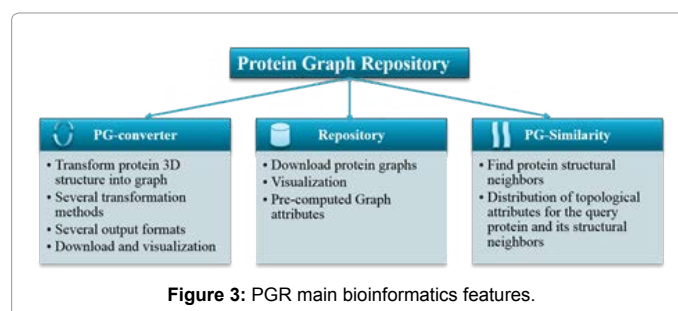 Protein Graph Repository
PG-converter
• Transform protein 3D
structure into graph
• Several transformation
methods
• Several output formats
• Download and visualization
Repository
• Download protein graphs
• Visualization
• Pre-computed Graph
attributes
PG-Similarity
• Find protein structural
neighbors
• Distribution of topological
attributes for the query
protein and its structural
neighbors
Figure 3: PGR main bioinformatics features.